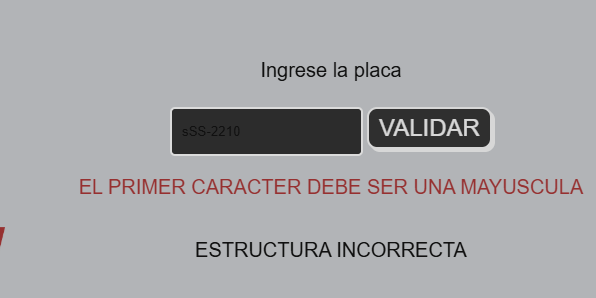 Ingrese la placa
sSS-2210
VALIDAR
EL PRIMER CARACTER DEBE SER UNA MAYUSCULA
ESTRUCTURA INCORRECTA